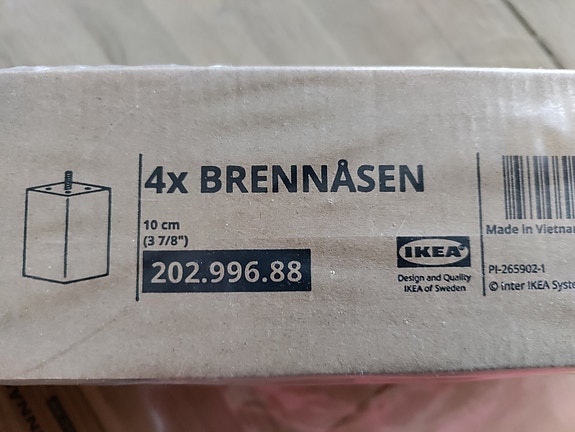 4x BRENNÅSEN
10 cm
(3 7/8")
202.996.88
IKEA
Design and Quality
IKEA of Sweden
Made in Vietnam
PI-265902-1
© Inter IKEA Syste